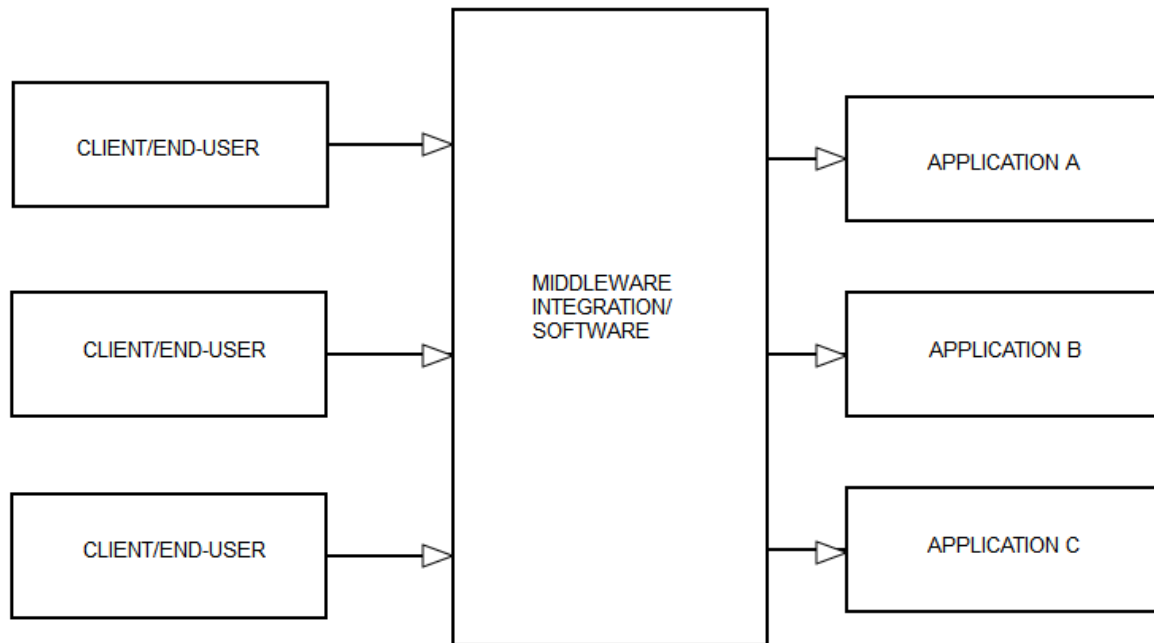 CLIENT/END-USER
CLIENT/END-USER
CLIENT/END-USER
MIDDLEWARE
INTEGRATION/
SOFTWARE
APPLICATION A
APPLICATION B
APPLICATION C